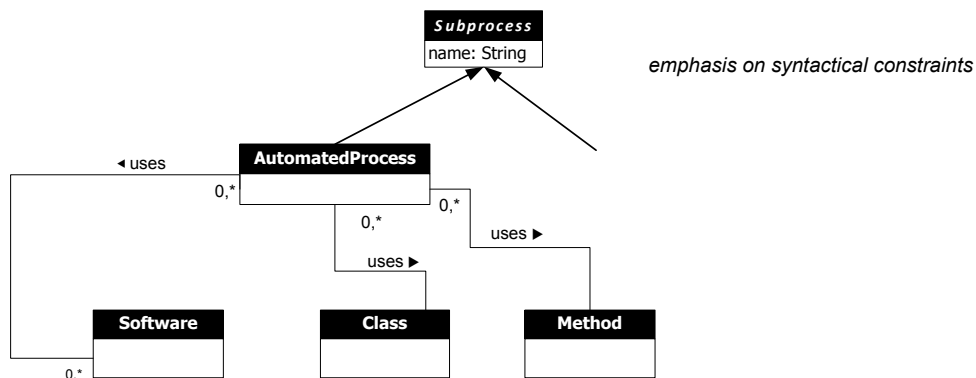 Subprocess
name: String
emphasis on syntactical constraints
AutomatedProcess
◄ uses
0,*
0,*
0,*
uses ►
uses ►
Software
Class
Method
0,*